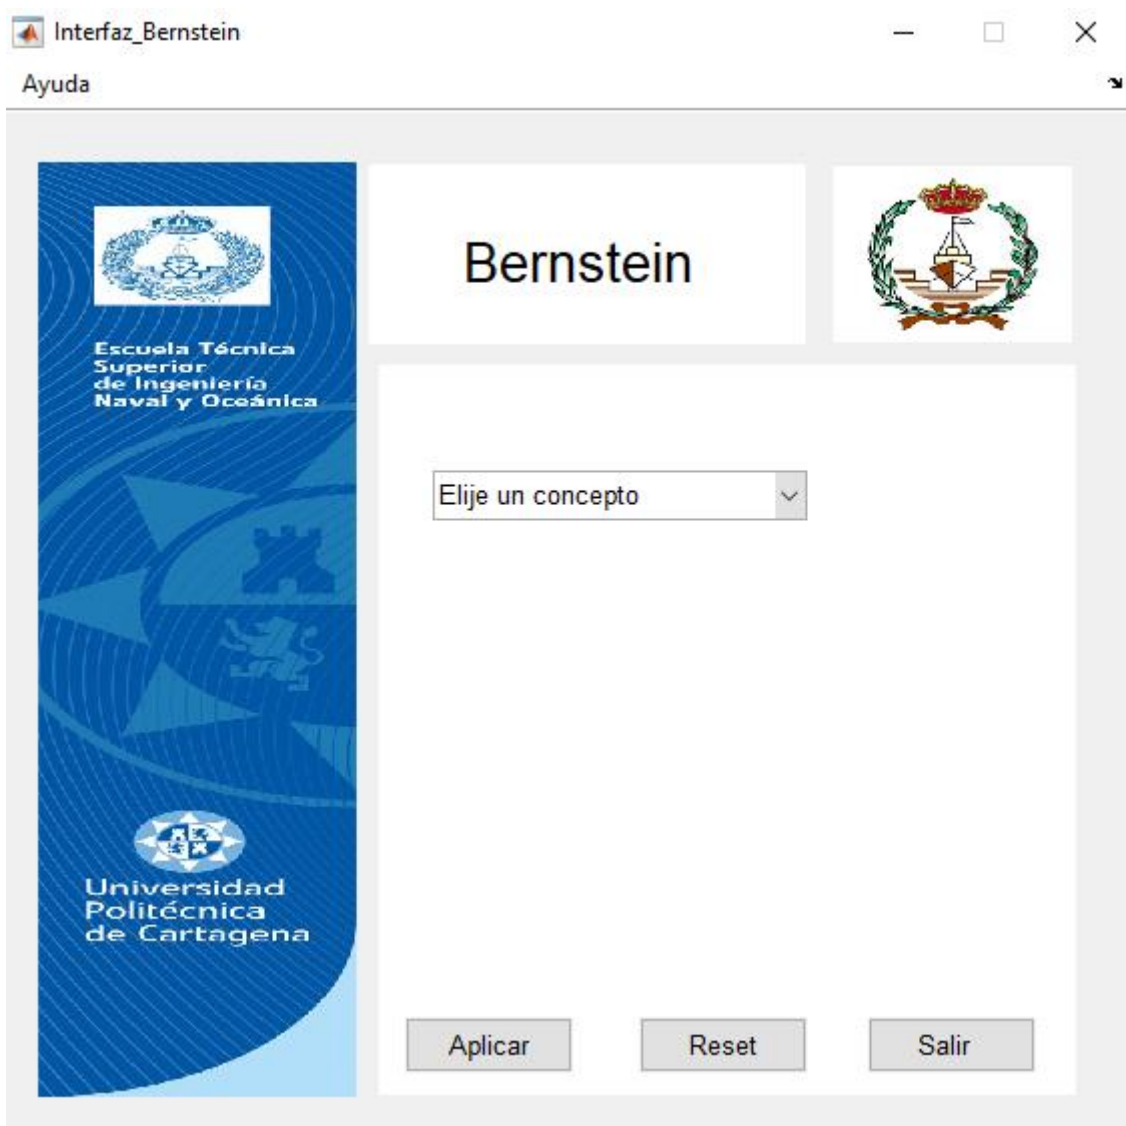 Interfaz_Bernstein
Ayuda
Escuela Técnica
Superior
de Ingeniería
Naval y Oceánica
Bernstein
Elije un concepto
Universidad
Politécnica
de Cartagena
Aplicar
Reset
Salir